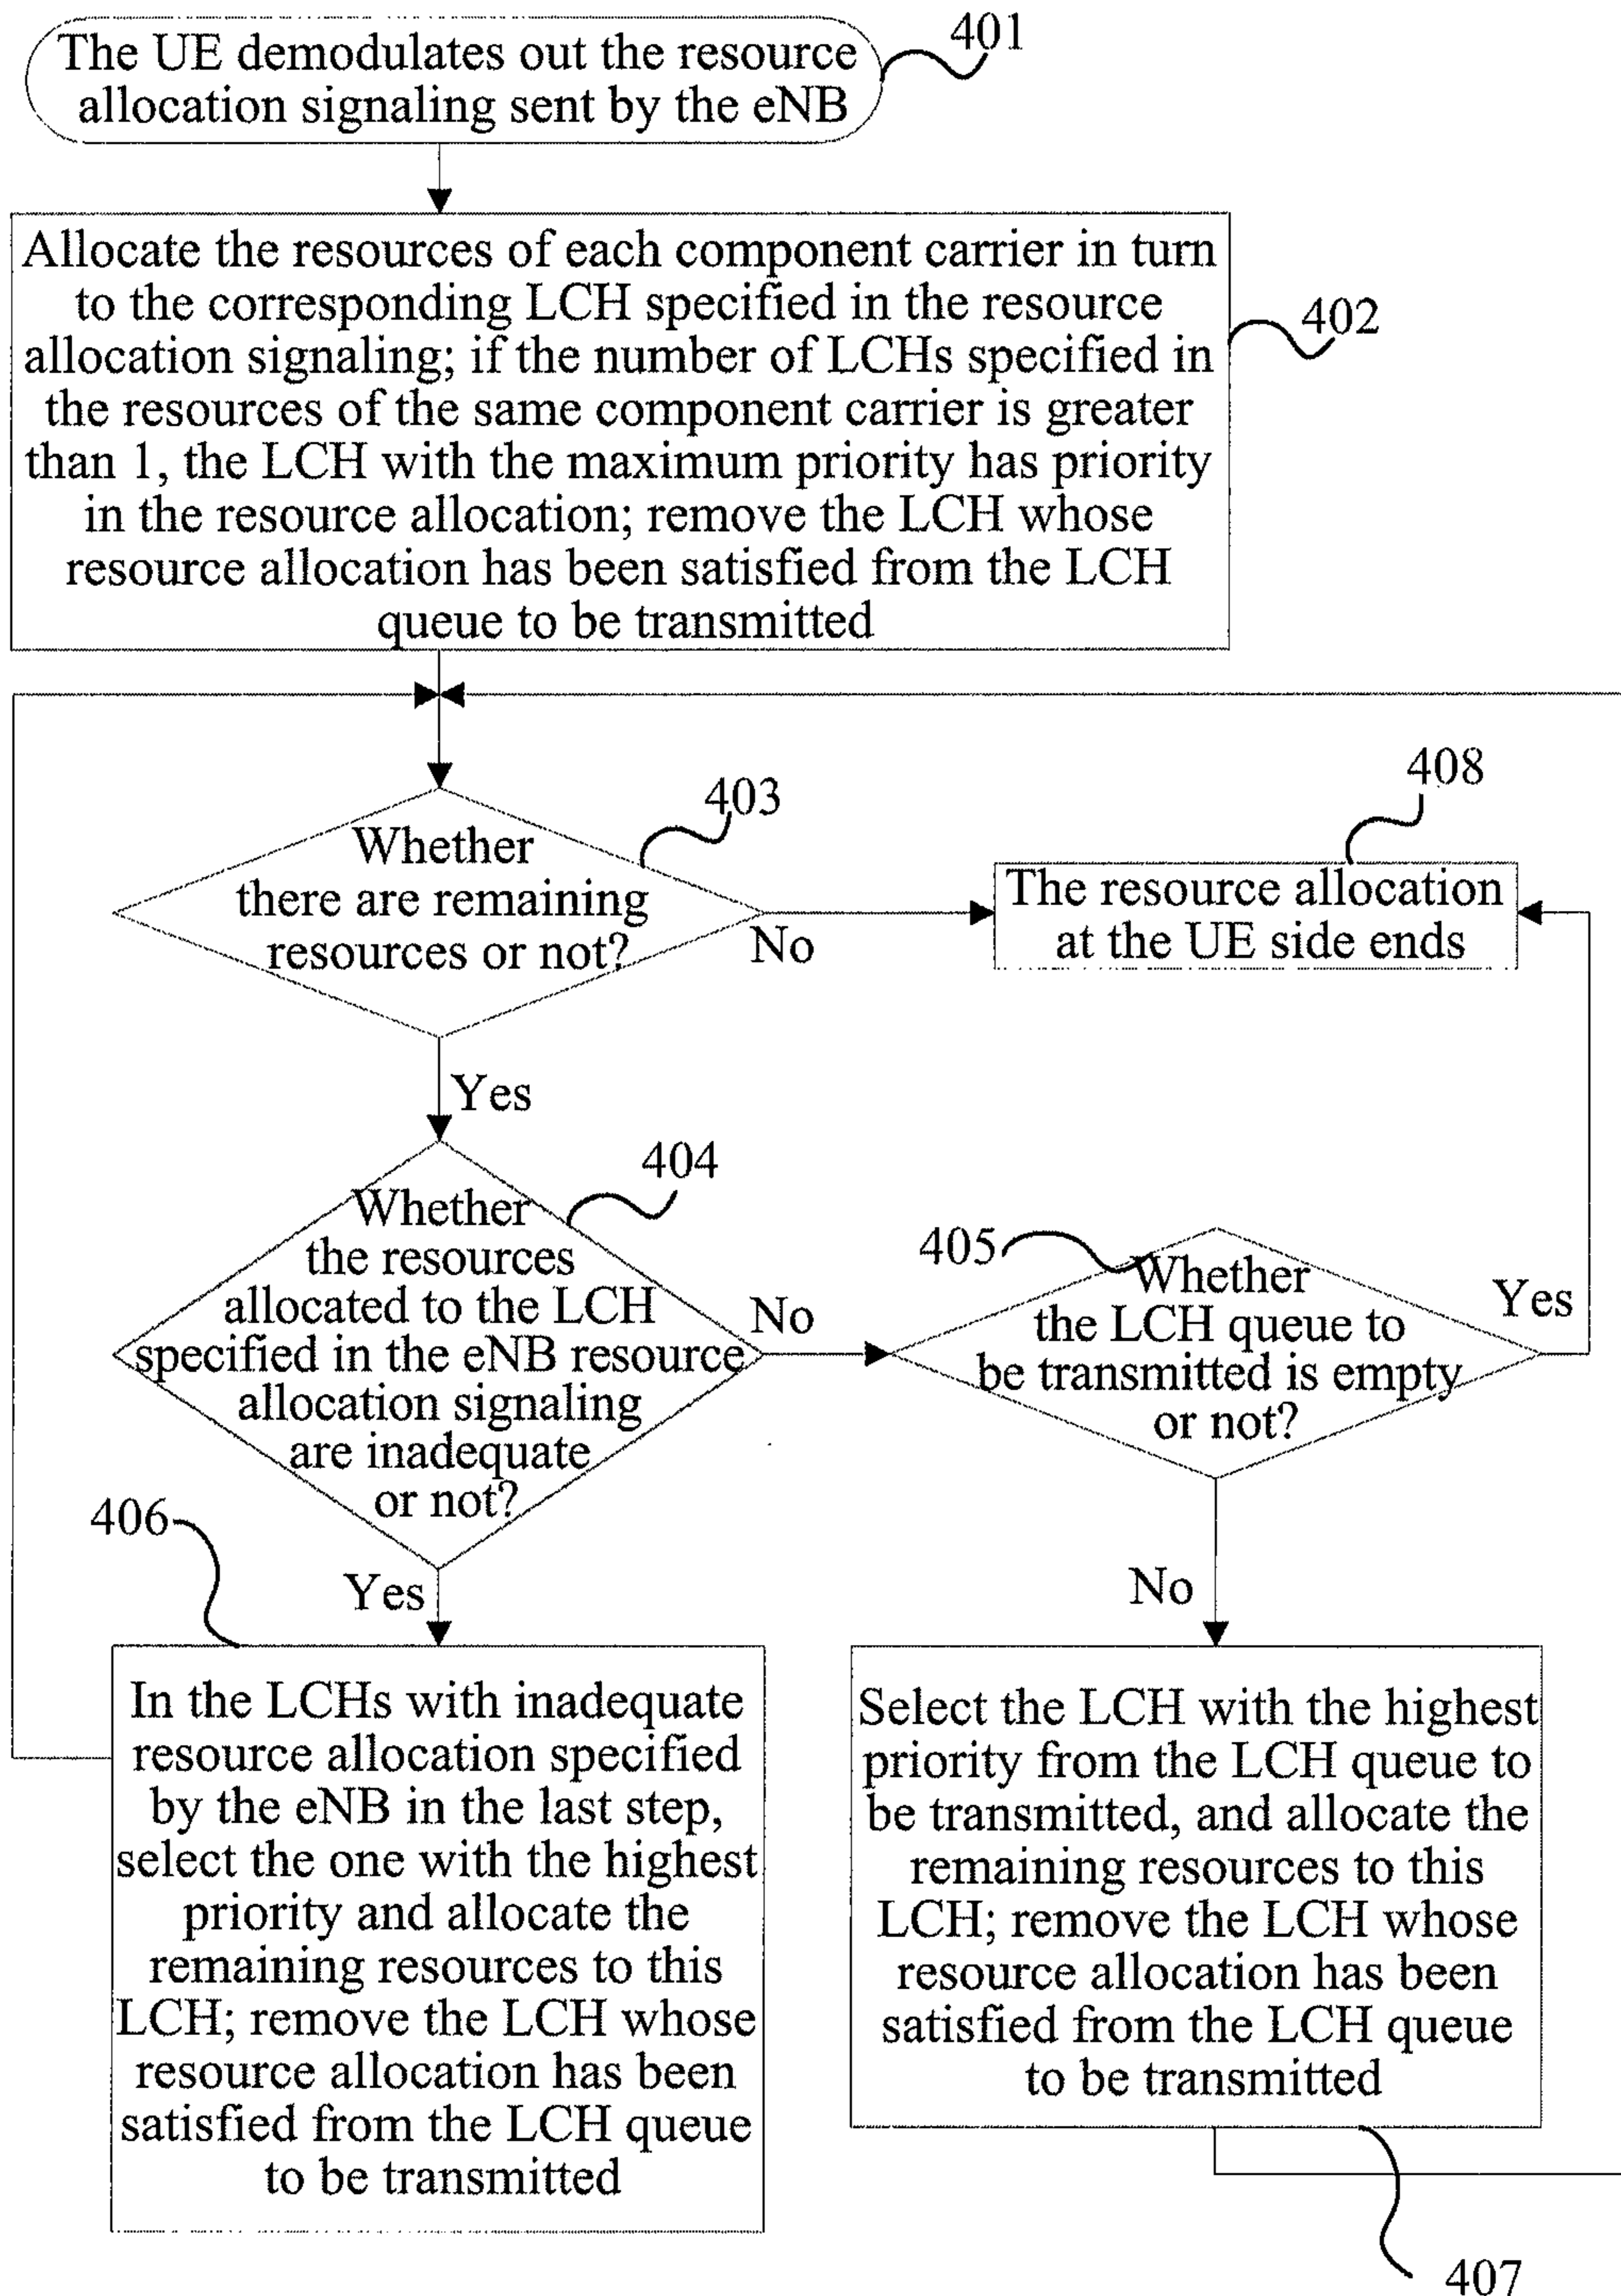 The UE demodulates out the resource
allocation signaling sent by the eNB
401
Allocate the resources of each component carrier in turn
to the corresponding LCH specified in the resource
allocation signaling; if the number of LCHs specified in
the resources of the same component carrier is greater
than 1, the LCH with the maximum priority has priority
in the resource allocation; remove the LCH whose
resource allocation has been satisfied from the LCH
queue to be transmitted
402
403
Whether
there are remaining
resources or not?
No
Yes
408
The resource allocation
at the UE side ends
404
Whether
the resources
allocated to the LCH
specified in the eNB resource
allocation signaling
are inadequate
or not?
No
Yes
405
Whether
the LCH queue to
be transmitted is empty
or not?
Yes
No
406
In the LCHs with inadequate
resource allocation specified
by the eNB in the last step,
select the one with the highest
priority and allocate the
remaining resources to this
LCH; remove the LCH whose
resource allocation has been
satisfied from the LCH queue
to be transmitted
Select the LCH with the highest
priority from the LCH queue to
be transmitted, and allocate the
remaining resources to this
LCH; remove the LCH whose
resource allocation has been
satisfied from the LCH queue
to be transmitted
407